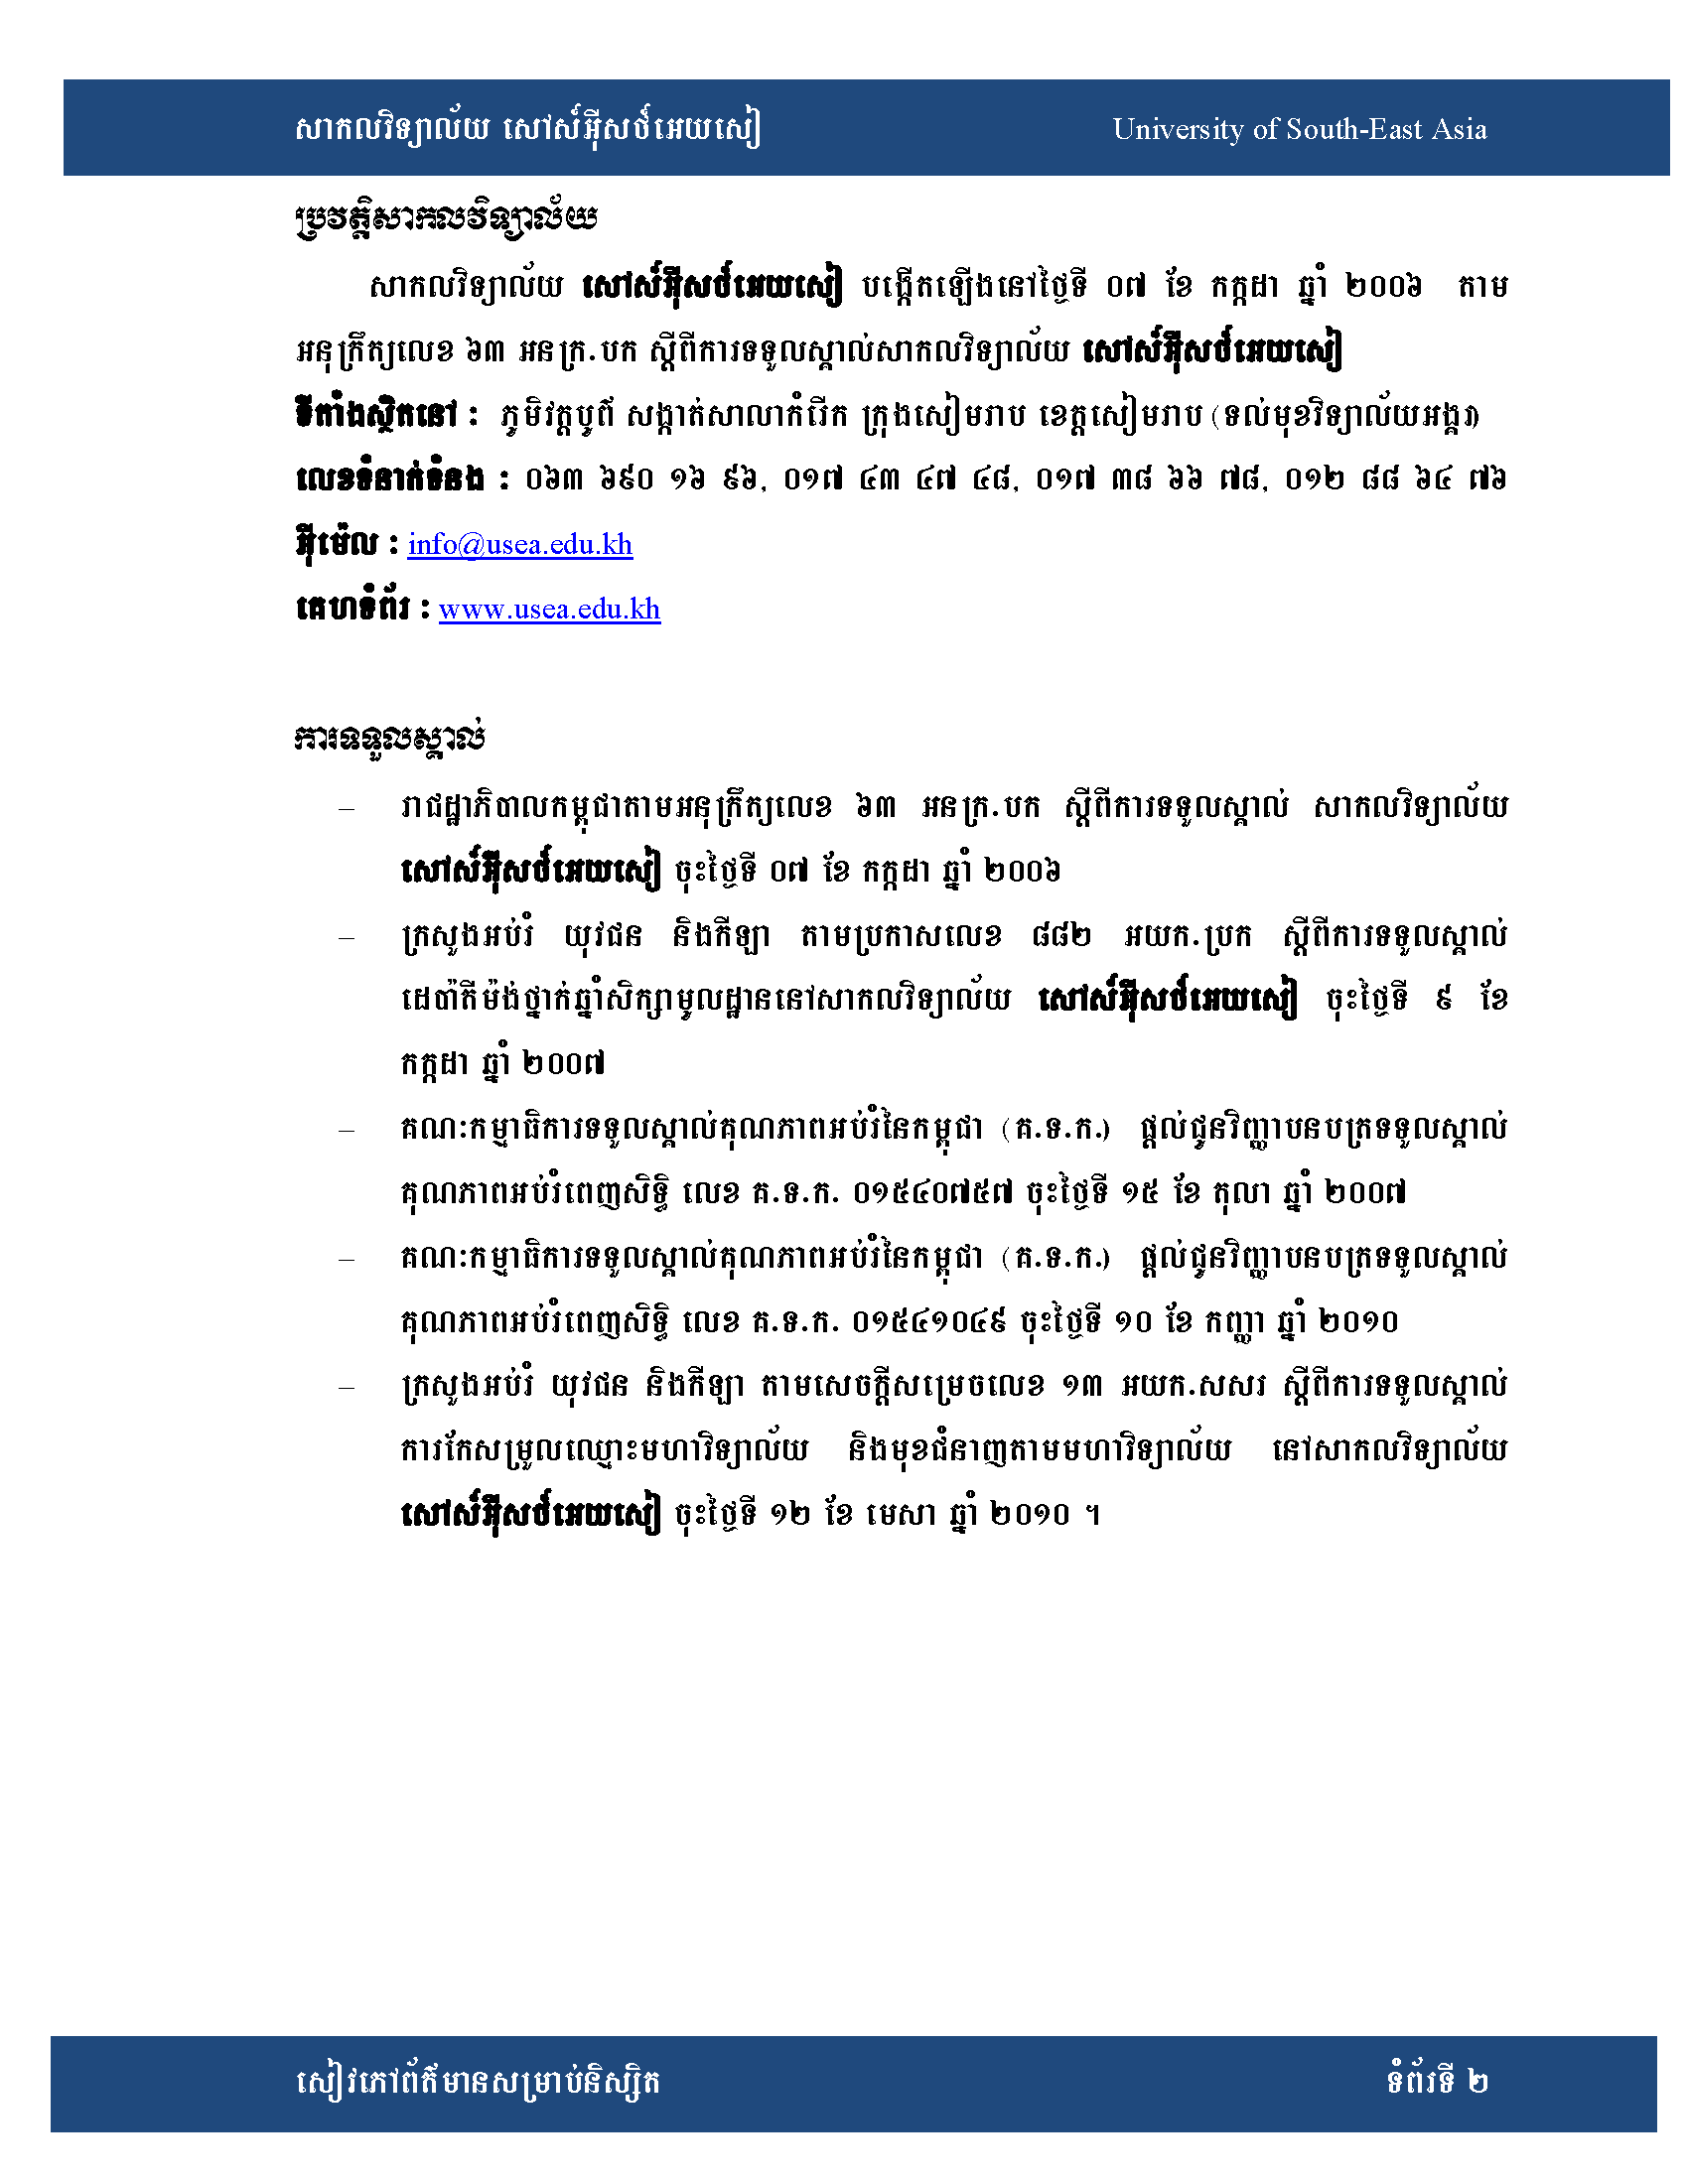 សាកលវិទ្យាល័យ សៅស៍អ៊ីសថ៍អេយសៀ University of South-East Asia
ប្រវត្តិសាកលវិទ្យាល័យ
សាកលវិទ្យាល័យ សៅស៍អ៊ីសថ៍អេយសៀ បង្កើតឡើងនៅថ្ងៃទី ០៧ ខែ កក្កដា ឆ្នាំ ២០០៦ តាម
អនុក្រឹត្យលេខ ៦៣ អនក្រ.បក ស្តីពីការទទួលស្គាល់សាកលវិទ្យាល័យ សៅស៍អ៊ីសថ៍អេយសៀ
ទីតាំងស្ថិតនៅ : ភូមិវត្តបូព៌ សង្កាត់សាលាកំរើក ក្រុងសៀមរាប ខេត្តសៀមរាប (ទល់មុខវិទ្យាល័យអង្គរ)
លេខទំនាក់ទំនង : ០៦៣ ៦៩០ ១៦ ៩៦, ០១៧ ៤៣ ៤៧ ៤៨, ០១៧ ៣៨ ៦៦ ៧៨, ០១២ ៨៨ ៦៤ ៧៦
អ៊ីម៉េល : info@usea.edu.kh
គេហទំព័រ : www.usea.edu.kh
ការទទួលស្គាល់
– រាជរដ្ឋាភិបាលកម្ពុជាតាមអនុក្រឹត្យលេខ ៦៣ អនក្រ.បក ស្តីពីការទទួលស្គាល់ សាកលវិទ្យាល័យ
សៅស៍អ៊ីសថ៍អេយសៀ ចុះថ្ងៃទី ០៧ ខែ កក្កដា ឆ្នាំ ២០០៦
– ក្រសួងអប់រំ យុវជន និងកីឡា តាមប្រកាសលេខ ៨៨២ អយក.ប្រក ស្តីពីការទទួលស្គាល់
ដេប៉ាតឺម៉ង់ថ្នាក់ឆ្នាំសិក្សាមូលដ្ឋាននៅសាកលវិទ្យាល័យ សៅស៍អ៊ីសថ៍អេយសៀ ចុះថ្ងៃទី ៩ ខែ
កក្កដា ឆ្នាំ ២០០៧
– គណៈកម្មាធិការទទួលស្គាល់គុណភាពអប់រំនៃកម្ពុជា (គ.ទ.ក.) ផ្តល់ជូនវិញ្ញាបនបត្រទទួលស្គាល់
គុណភាពអប់រំពេញសិទ្ធិ លេខ គ.ទ.ក. ០១៥៤០៧៥៧ ចុះថ្ងៃទី ១៥ ខែ តុលា ឆ្នាំ ២០០៧
– គណៈកម្មាធិការទទួលស្គាល់គុណភាពអប់រំនៃកម្ពុជា (គ.ទ.ក.) ផ្តល់ជូនវិញ្ញាបនបត្រទទួលស្គាល់
គុណភាពអប់រំពេញសិទ្ធិ លេខ គ.ទ.ក. ០១៥៤១០៤៩ ចុះថ្ងៃទី ១០ ខែ កញ្ញា ឆ្នាំ ២០១០
– ក្រសួងអប់រំ យុវជន និងកីឡា តាមសេចក្តីសម្រេចលេខ ១៣ អយក.សសរ ស្តីពីការទទួលស្គាល់
ការកែសម្រួលឈ្មោះមហាវិទ្យាល័យ និងមុខជំនាញតាមមហាវិទ្យាល័យ នៅសាកលវិទ្យាល័យ
សៅស៍អ៊ីសថ៍អេយសៀ ចុះថ្ងៃទី ១២ ខែ មេសា ឆ្នាំ ២០១០ ។
សៀវភៅព័ត៌មានសម្រាប់និស្សិត ទំព័រទី ២